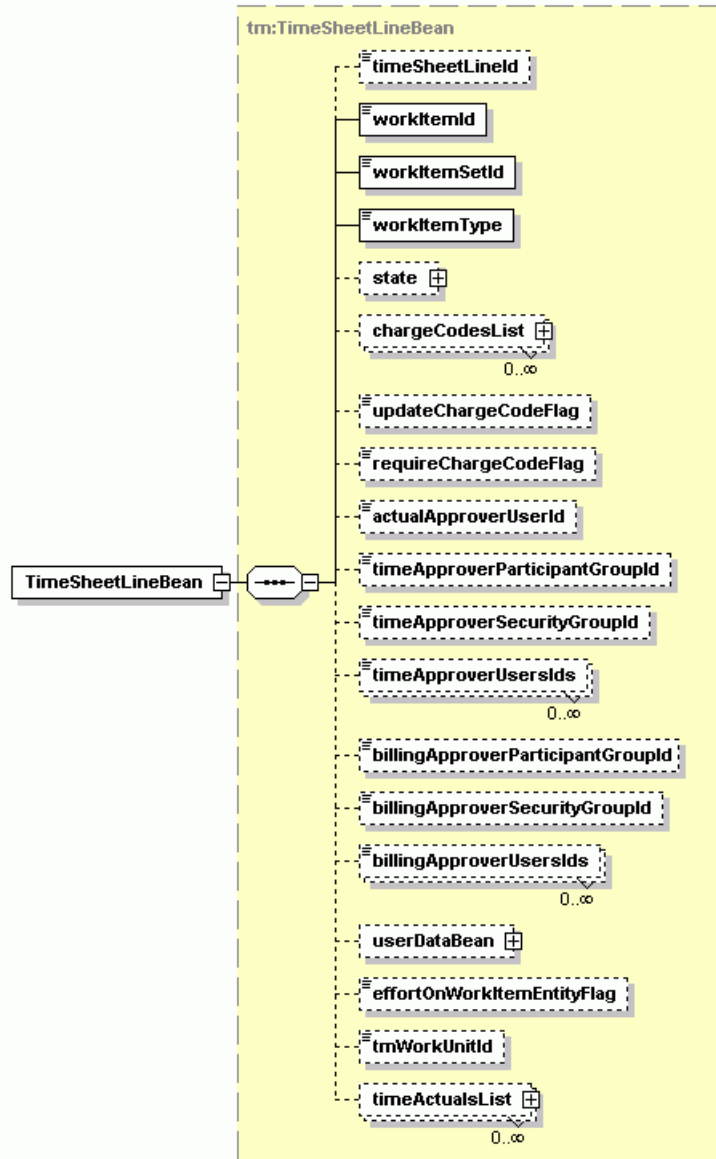 tm:TimeSheetLineBean
timeSheetLineId
workItemId
workItemSetId
workItemType
state
chargeCodesList
0..∞
updateChargeCodeFlag
requireChargeCodeFlag
actualApproverUserId
timeApproverParticipantGroupId
TimeSheetLineBean
timeApproverSecurityGroupId
timeApproverUsersIds
0..∞
billingApproverParticipantGroupId
billingApproverSecurityGroupId
billingApproverUsersIds
0..∞
userDataBean
effortOnWorkItemEntityFlag
tmWorkUnitId
timeActualsList
0..∞